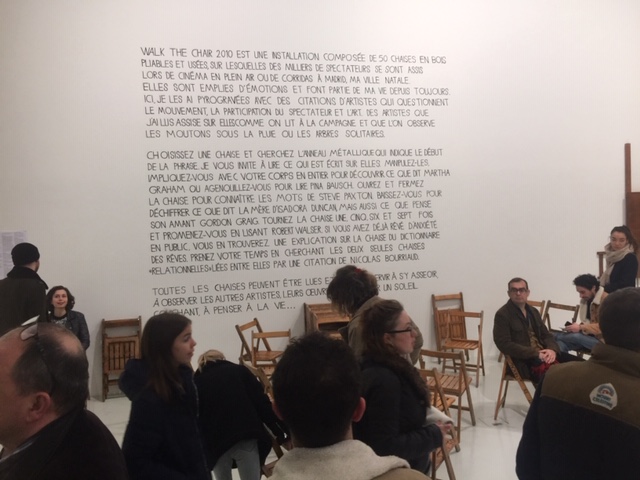 WALK THE CHAIR 2010 EST UNE INSTALLATION COMPOSÉE DE 50 CHAISES EN BOIS
PLIABLES ET USÉES, SUR LESQUELLES DES MILLIERS DE SPECTATEURS SE SONT ASSIS
LORS DE CINÉMA EN PLEIN AIR OU DE CORRIDAS À MADRID, MA VILLE NATALE.
ELLES SONT EMPLIES D'ÉMOTIONS ET FONT PARTIE DE MA VIE DEPUIS TOUJOURS.
ICI, JE LES AI PYROGRAVÉES AVEC DES CITATIONS D'ARTISTES QUI QUESTIONNENT
LE MOUVEMENT, LA PARTICIPATION DU SPECTATEUR ET L'ART. DES ARTISTES QUE
J'AI LUS ASSISE SUR ELLES COMME ON LIT À LA CAMPAGNE ET QUE L'ON OBSERVE
LES MOUTONS SOUS LA PLUIE OU LES ARBRES SOLITAIRES.
CHOISISSEZ UNE CHAISE ET CHERCHEZ L'ANNEAU MÉTALLIQUE QUI INDIQUE LE DÉBUT
DE LA PHRASE. JE VOUS INVITE À LIRE CE QUI EST ÉCRIT SUR ELLES. MANIPULEZ-LES,
IMPLIQUEZ-VOUS AVEC VOTRE CORPS EN ENTIER POUR DÉCOUVRIR CE QUE DIT MARTHA
GRAHAM, OU AGENOUILLEZ-VOUS POUR LIRE PINA BAUSCH. OUVREZ ET FERMEZ
LA CHAISE POUR CONNAÎTRE LES MOTS DE STEVE PAXTON. BAISSEZ-VOUS POUR
DÉCHIFFRER CE QUE DIT LA MÈRE D'ISADORA DUNCAN, MAIS AUSSI CE QUE PENSE
SON AMANT GORDON GRAIG. TOURNEZ LA CHAISE UNE, CINQ, SIX ET SEPT FOIS
ET PROMENEZ-VOUS EN LISANT ROBERT WALSER. SI VOUS AVEZ DÉJÀ RÊVÉ D'ANXIÉTÉ
EN PUBLIC, VOUS EN TROUVEREZ UNE EXPLICATION SUR LA CHAISE DU DICTIONNAIRE
DES RÊVES. PRENEZ VOTRE TEMPS EN CHERCHANT LES DEUX SEULES CHAISES
«RELATIONNELLES» LIÉES ENTRE ELLES PAR UNE CITATION DE NICOLAS BOURRIAUD.
TOUTES LES CHAISES PEUVENT ÊTRE LUES ET SERVIR À S'Y ASSEOIR,
À OBSERVER LES AUTRES ARTISTES, LEURS UN SOLEIL
COUCHANT, À PENSER À LA VIE...